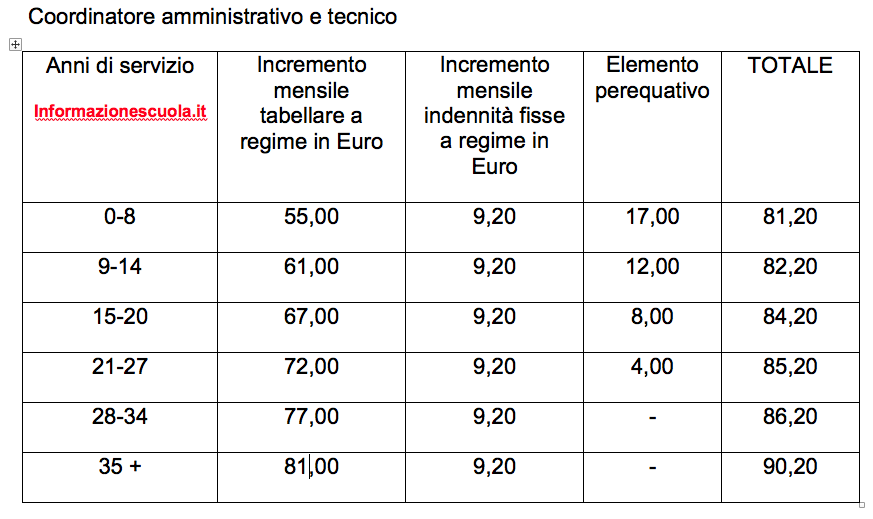 Coordinatore amministrativo e tecnico
Anni di servizio
Informazionescuola.it
Incremento
mensile
tabellare a
regime in Euro
Incremento
mensile
indennità fisse
a regime in
Euro
Elemento
perequativo
TOTALE
0-8 55,00 9,20 17,00 81,20
9-14 61,00 9,20 12,00 82,20
15-20 67,00 9,20 8,00 84,20
21-27 72,00 9,20 4,00 85,20
28-34 77,00 9,20 - 86,20
35 + 81,00 9,20 - 90,20